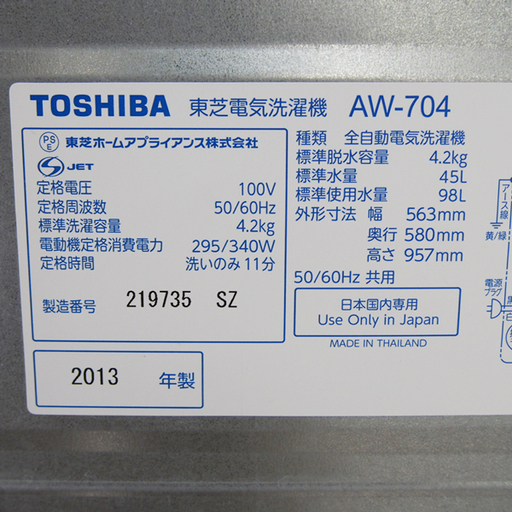 TOSHIBA 東芝電気洗濯機 AW-704
PS E 東芝ホームアプライアンス株式会社
S JET
定格電圧 100V
定格周波数 50/60Hz
標準洗濯容量 4.2kg
電動機定格消費電力 295/340W
定格時間 洗いのみ11分
製造番号 219735 SZ
2013 年製
種類 全自動電気洗濯機
標準脱水容量 4.2kg
標準水量 45L
標準使用水量 98L
外形寸法 幅 563mm
奥行 580mm
高さ 957mm
50/60Hz 共用
日本国内専用
Use Only in Japan
MADE IN THAILAND
アース線
黄/緑
電源
プラグ